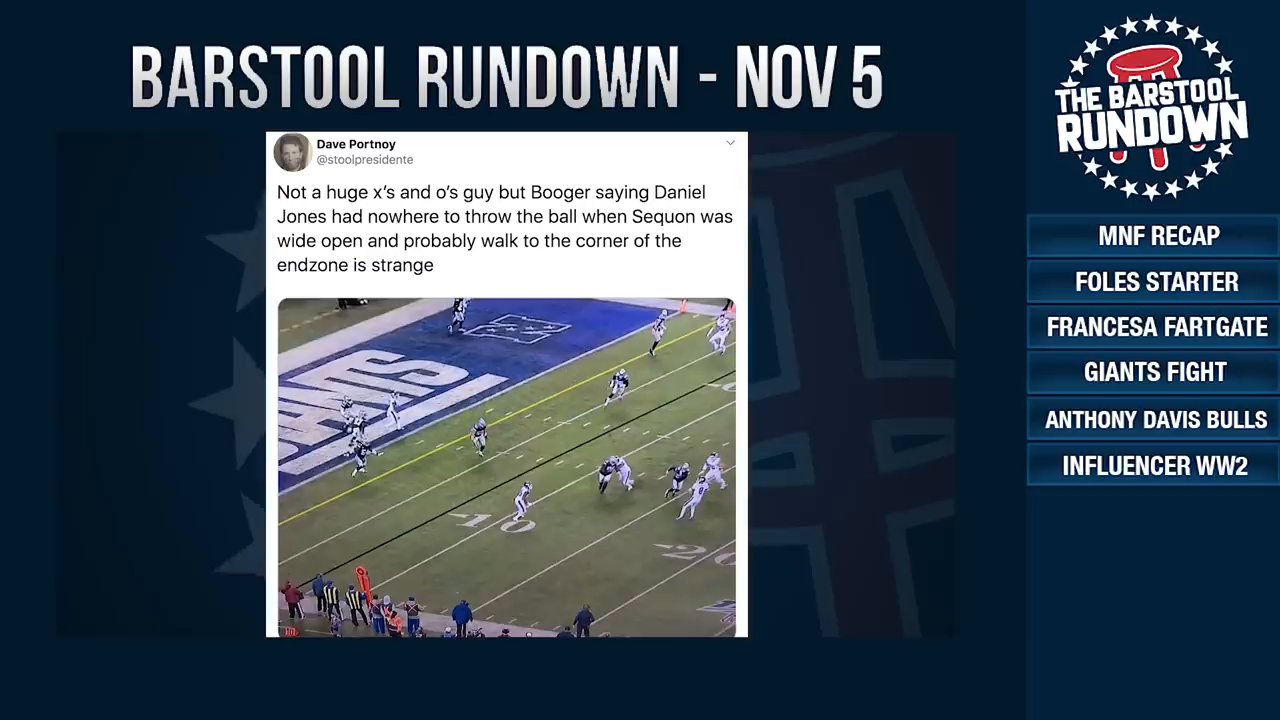 BARSTOOL RUNDOWN - NOV 5
Dave Portnoy
@stoolpresidente
Not a huge x's and o's guy but Booger saying Daniel
Jones had nowhere to throw the ball when Sequon was
wide open and probably walk to the corner of the
endzone is strange
10
THE BARSTOOL
RUNDOWN
MNF RECAP
FOLES STARTER
FRANCESA FARTGATE
GIANTS FIGHT
ANTHONY DAVIS BULLS
INFLUENCER WW2